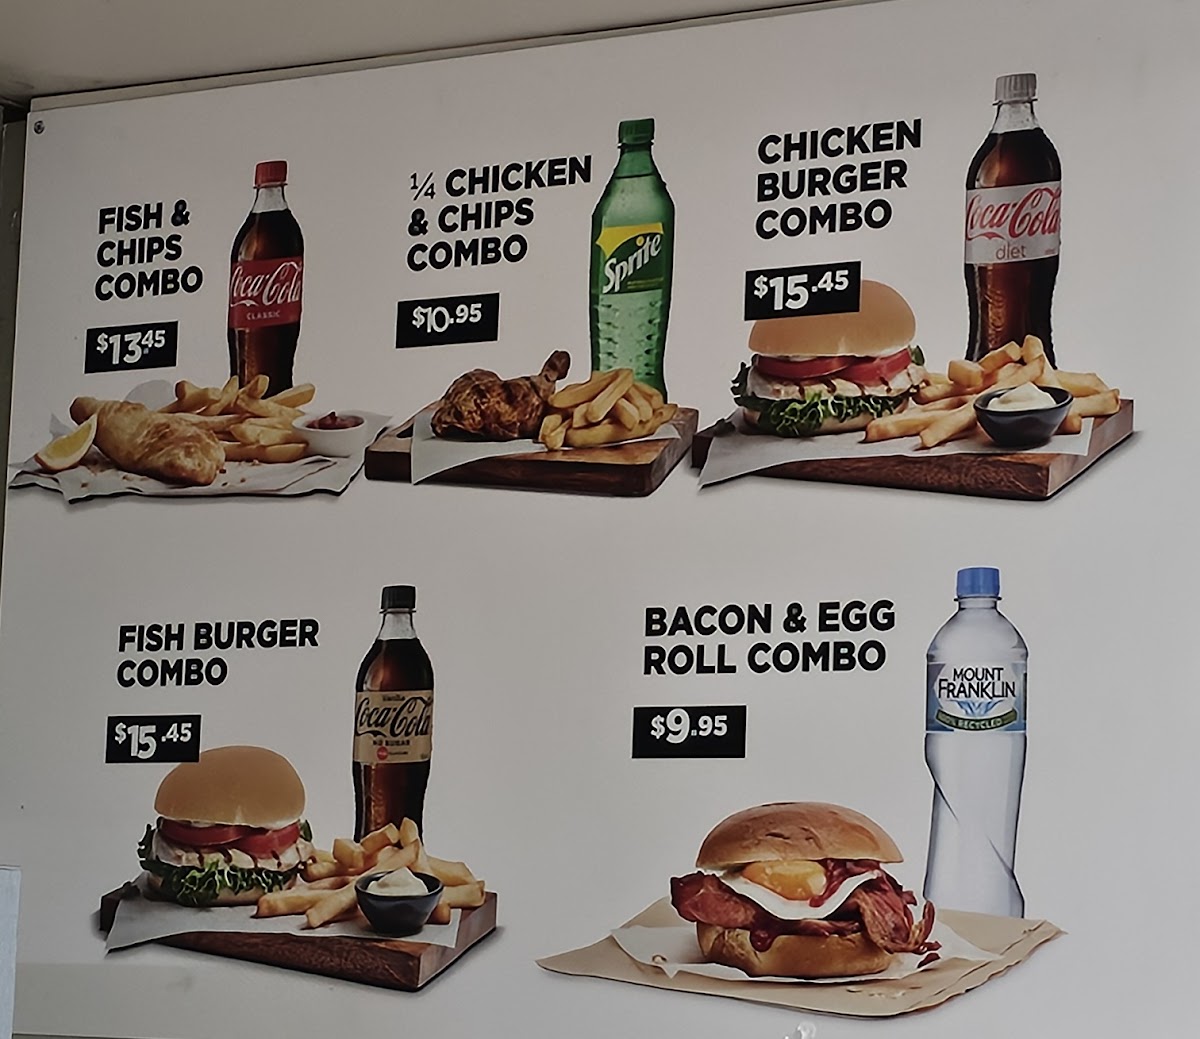 FISH &
CHIPS
COMBO
$13.45
Coca-Cola
CLASSIC
¼ CHICKEN
& CHIPS
COMBO
$10.95
Sprite
CHICKEN
BURGER
COMBO
$15.45
Coca-Cola
diet
FISH BURGER
COMBO
$15.45
Vanilla
Coca-Cola
NO SUGAR
BACON & EGG
ROLL COMBO
$9.95
MOUNT
FRANKLIN
100% RECYCLED